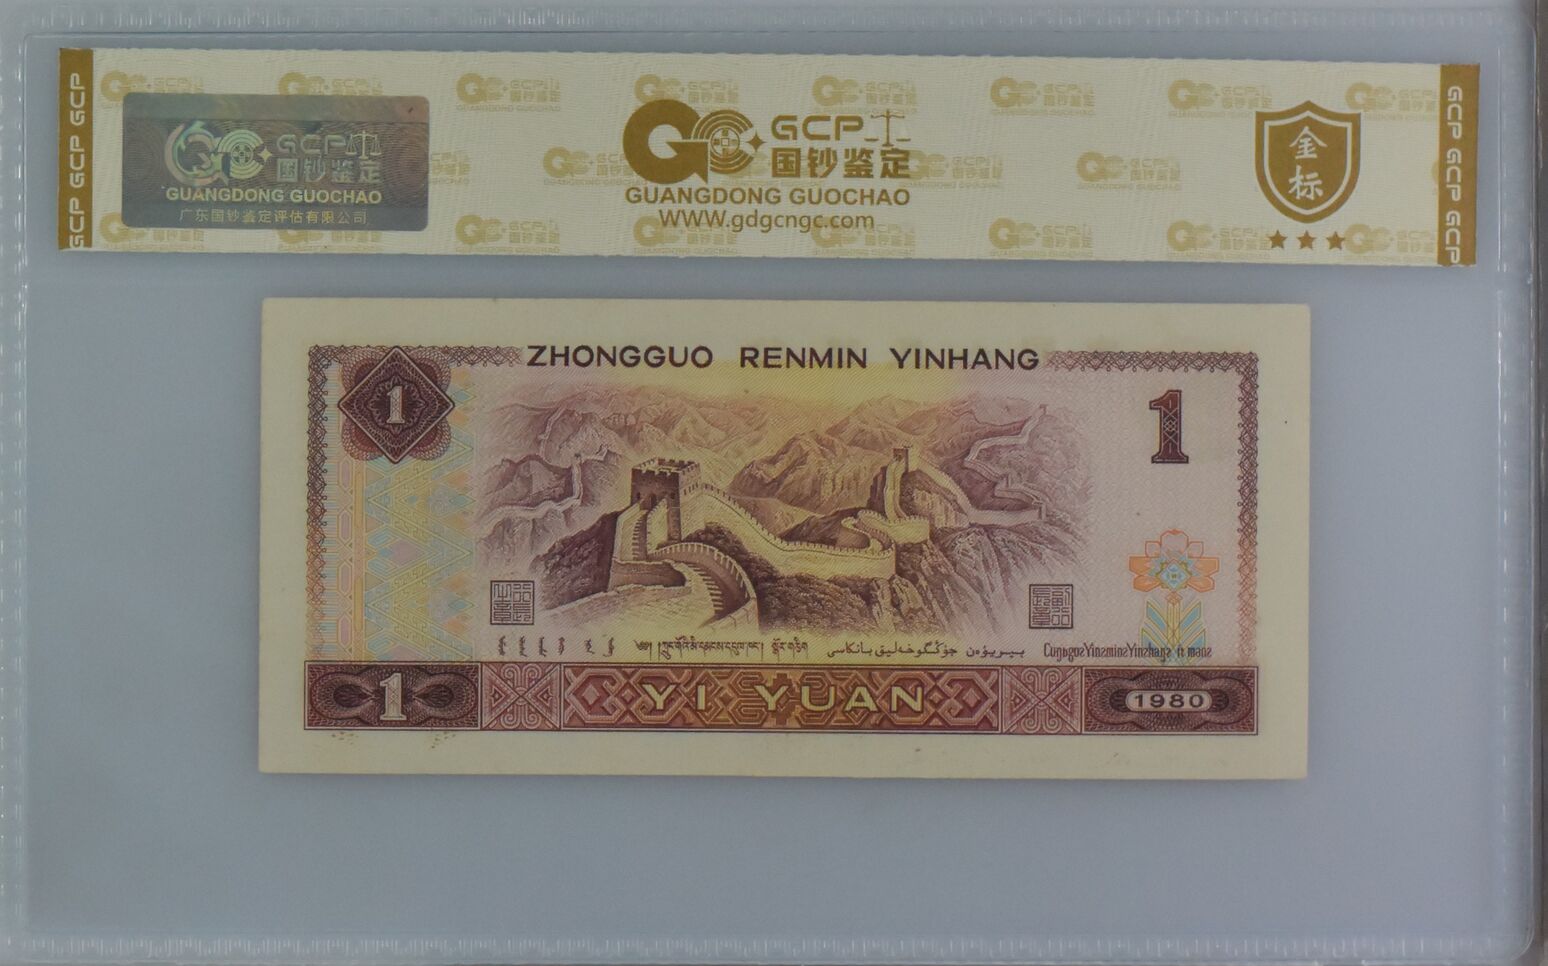 GCP GCP GCP
GCP
国钞鉴定
GUANGDONG GUOCHAO
广东国钞鉴定评估有限公司
GCP
国钞鉴定
GUANGDONG GUOCHAO
WWW.gdgcngc.com
金标
GCP GCP GCP
ZHONGGUO RENMIN YINHANG
1
1
1
YI YUAN
1980